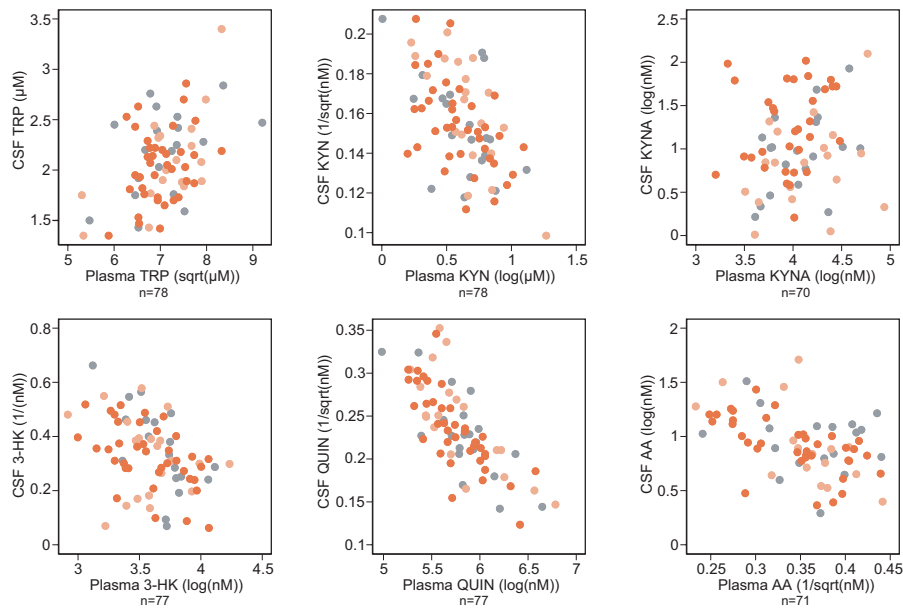 3.5
3
2.5
2
1.5
1
CSF TRP (µM)
5 6 7 8 9
Plasma TRP (sqrt(µM))
n=78
0.2
0.18
0.16
0.14
0.12
0.1
CSF KYN (1/sqrt(nM))
0 0.5 1 1.5
Plasma KYN (log(µM))
n=78
2.5
2
1.5
1
0.5
0
CSF KYNA (log(nM))
3 3.5 4 4.5 5
Plasma KYNA (log(nM))
n=70
0.8
0.6
0.4
0.2
0
CSF 3-HK (1/(nM))
3 3.5 4 4.5
Plasma 3-HK (log(nM))
n=77
0.35
0.3
0.25
0.2
0.15
0.1
CSF QUIN (1/sqrt(nM))
5 5.5 6 6.5 7
Plasma QUIN (log(nM))
n=77
2
1.5
1
0.5
0
CSF AA (log(nM))
0.25 0.3 0.35 0.4 0.45
Plasma AA (1/sqrt(nM))
n=71